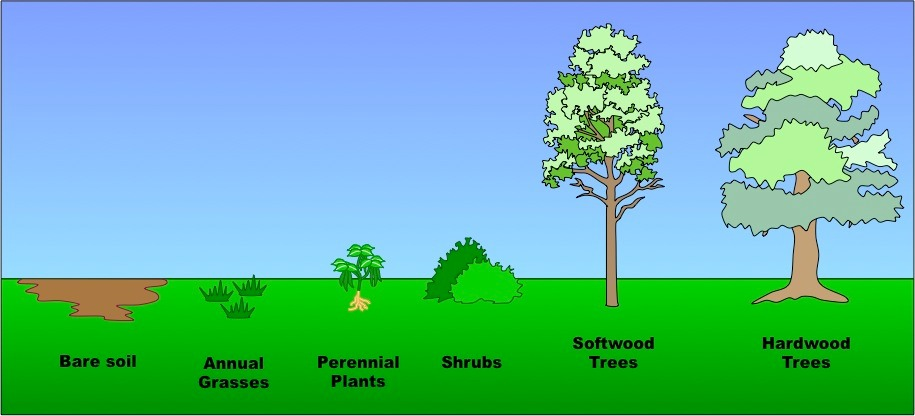 Bare soil
Annual
Grasses
Perennial
Plants
Shrubs
Softwood
Trees
Hardwood
Trees